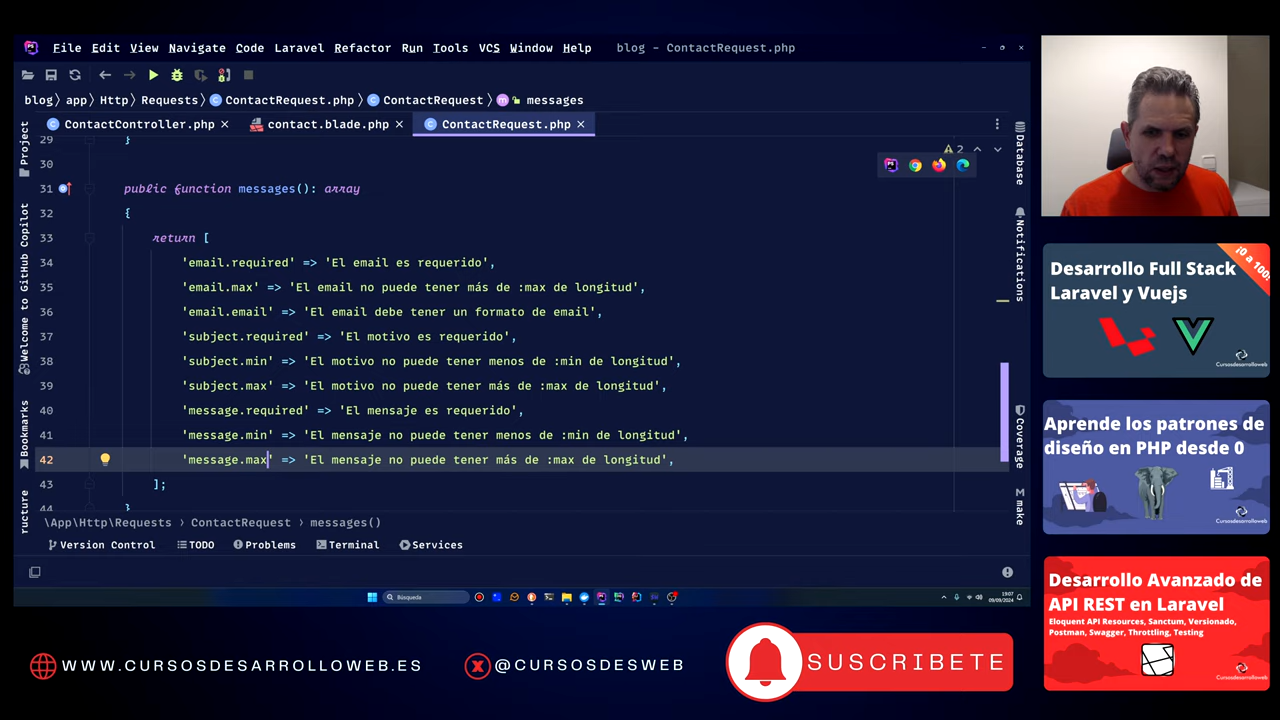 File Edit View Navigate Code Laravel Refactor Run Tools VCS Window Help blog - ContactRequest.php
blog app Http Requests ContactRequest.php ContactRequest messages
ContactController.php contact.blade.php ContactRequest.php
2
29 }
30
31 public function messages(): array
32 {
33 return [
34 'email.required' => 'El email es requerido',
35 'email.max' => 'El email no puede tener más de :max de longitud',
36 'email.email' => 'El email debe tener un formato de email',
37 'subject.required' => 'El motivo es requerido',
38 'subject.min' => 'El motivo no puede tener menos de :min de longitud',
39 'subject.max' => 'El motivo no puede tener más de :max de longitud',
40 'message.required' => 'El mensaje es requerido',
41 'message.min' => 'El mensaje no puede tener menos de :min de longitud',
42 'message.max' => 'El mensaje no puede tener más de :max de longitud',
43 ];
44 }
\App\Http\Requests ContactRequest messages()
Version Control TODO Problems Terminal Services
Project
Welcome to GitHub Copilot
Bookmarks
ructure
Database
Notifications
Coverage
make
Búsqueda
19:07
09/09/2024
¡0 a 100!
Desarrollo Full Stack
Laravel y Vuejs
Cursosdesarrolloweb
Aprende los patrones de
diseño en PHP desde 0
Cursosdesarrolloweb
Desarrollo Avanzado de
API REST en Laravel
Eloquent API Resources, Sanctum, Versionado,
Postman, Swagger, Throttling, Testing
Cursosdesarrolloweb
WWW.CURSOSDESARROLLOWEB.ES
X @CURSOSDESWEB
SUSCRIBETE